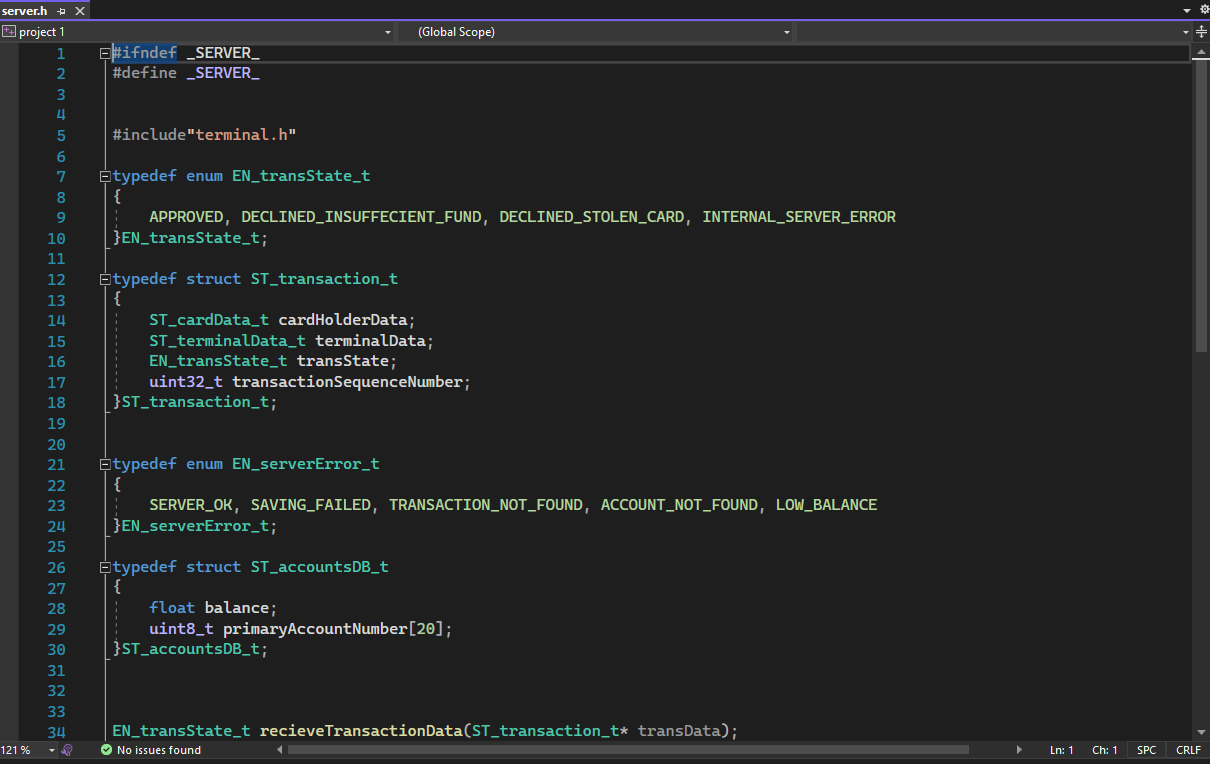 server.h
project 1 (Global Scope)
1 #ifndef _SERVER_
2 #define _SERVER_
3
4
5 #include"terminal.h"
6
7 typedef enum EN_transState_t
8 {
9 APPROVED, DECLINED_INSUFFECIENT_FUND, DECLINED_STOLEN_CARD, INTERNAL_SERVER_ERROR
10 }EN_transState_t;
11
12 typedef struct ST_transaction_t
13 {
14 ST_cardData_t cardHolderData;
15 ST_terminalData_t terminalData;
16 EN_transState_t transState;
17 uint32_t transactionSequenceNumber;
18 }ST_transaction_t;
19
20
21 typedef enum EN_serverError_t
22 {
23 SERVER_OK, SAVING_FAILED, TRANSACTION_NOT_FOUND, ACCOUNT_NOT_FOUND, LOW_BALANCE
24 }EN_serverError_t;
25
26 typedef struct ST_accountsDB_t
27 {
28 float balance;
29 uint8_t primaryAccountNumber[20];
30 }ST_accountsDB_t;
31
32
33
34 EN_transState_t recieveTransactionData(ST_transaction_t* transData);
121 % No issues found Ln: 1 Ch: 1 SPC CRLF